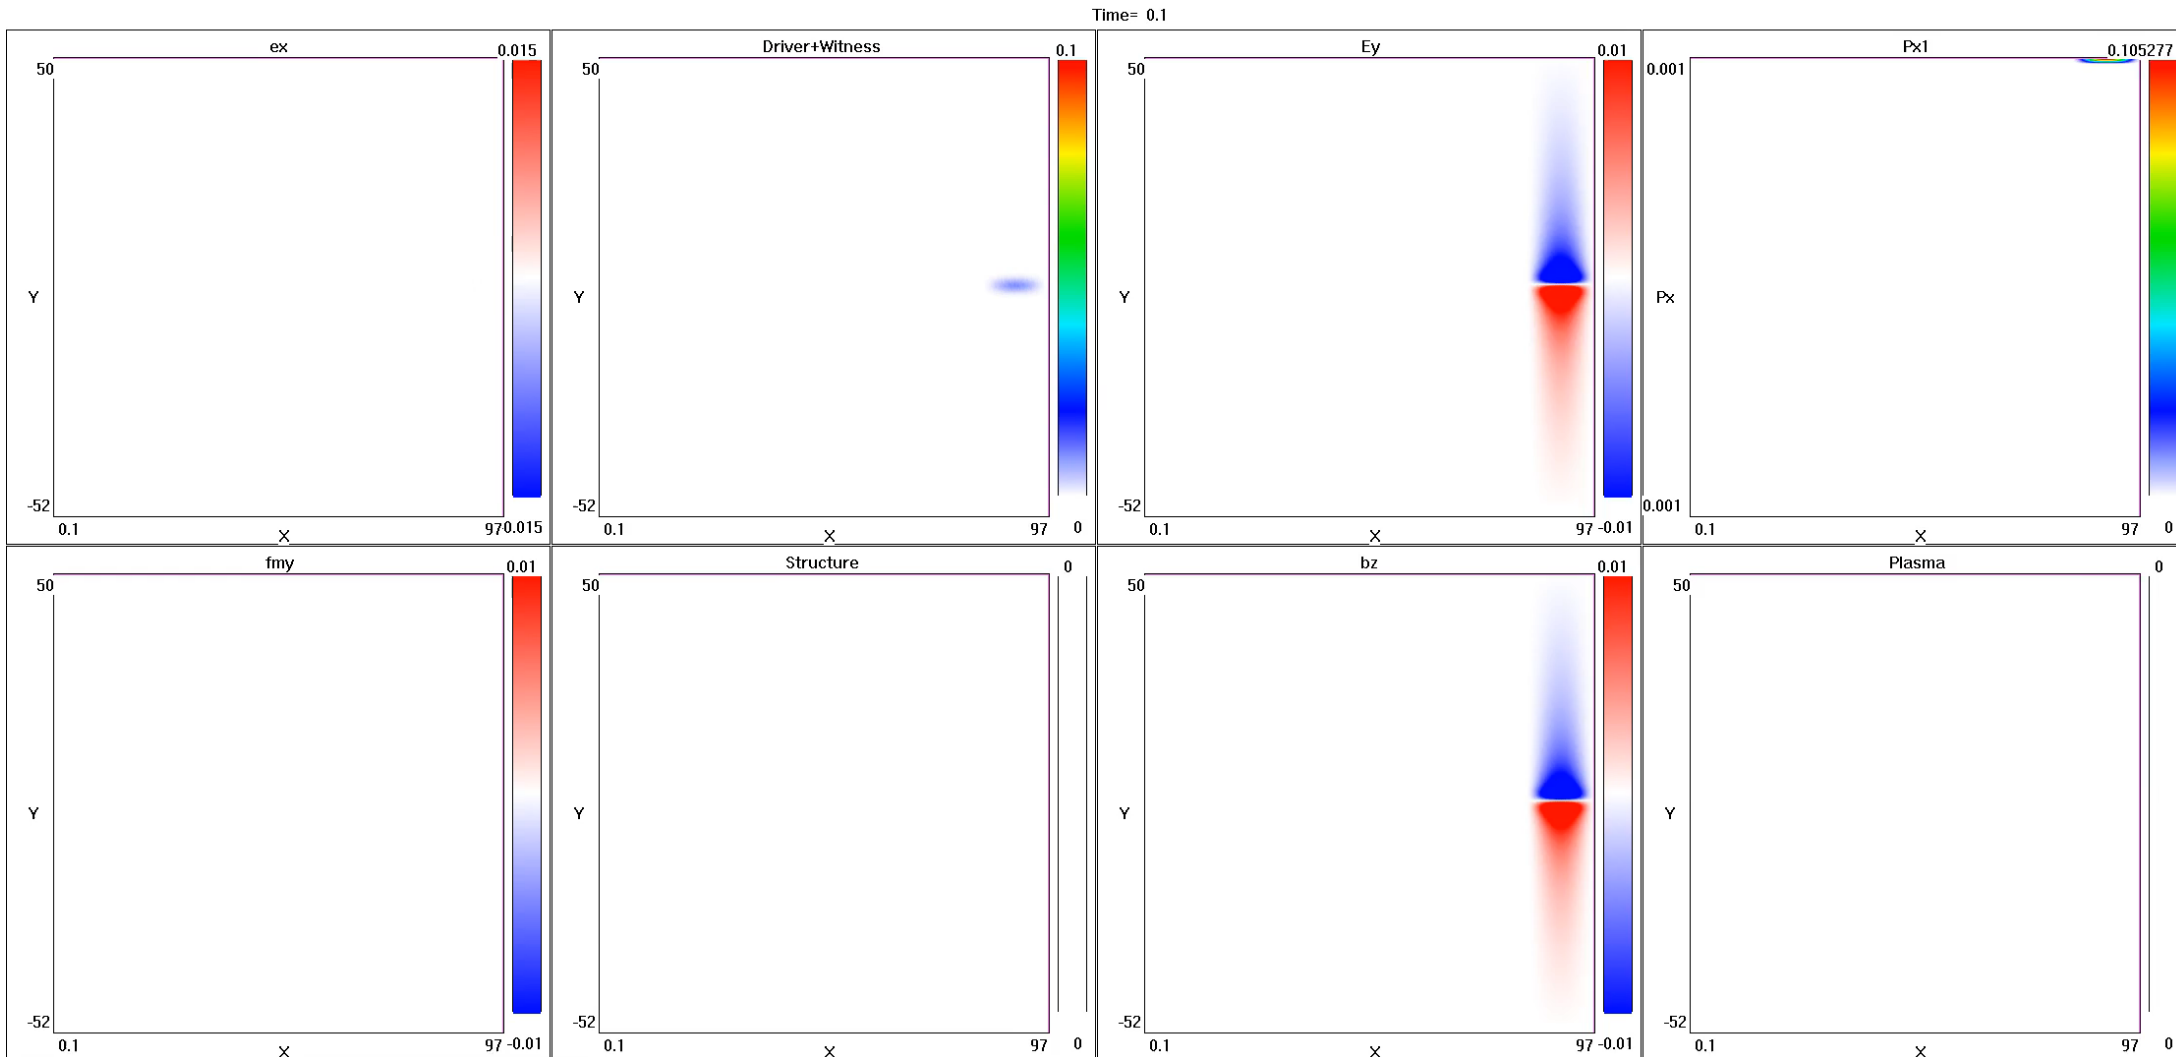 Time= 0.1
ex
0.015
50
Y
-52
0.1
X
97
-0.015
Driver+Witness
0.1
50
Y
-52
0.1
X
97
0
Ey
0.01
50
Y
-52
0.1
X
97
-0.01
Px1
0.105277
0.001
Px
0.001
0.1
X
97
0
fmy
0.01
50
Y
-52
0.1
X
97
-0.01
Structure
0
50
Y
-52
0.1
X
97
0
bz
0.01
50
Y
-52
0.1
X
97
-0.01
Plasma
0
50
Y
-52
0.1
X
97
0